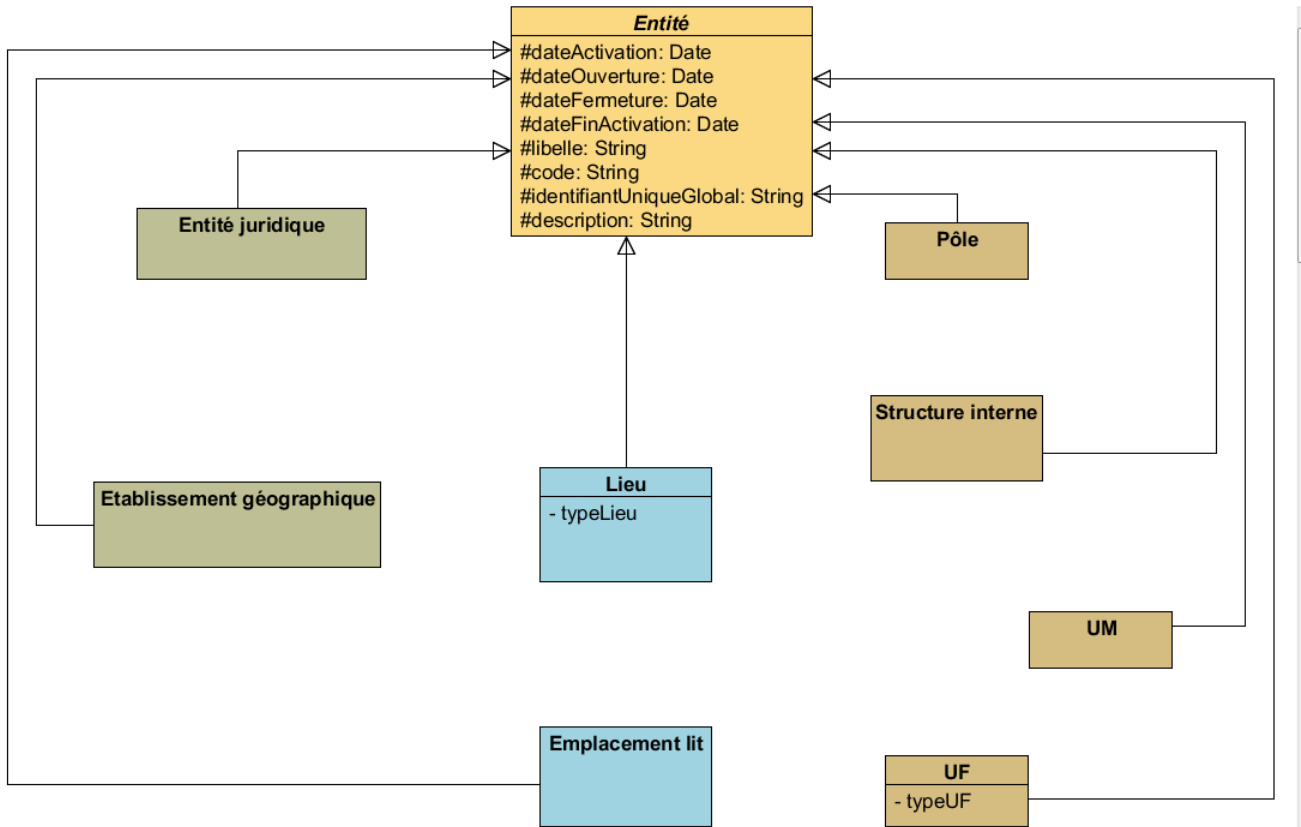 Entité
#dateActivation: Date
#dateOuverture: Date
#dateFermeture: Date
#dateFinActivation: Date
#libelle: String
#code: String
#identifiantUniqueGlobal: String
#description: String
Entité juridique
Pôle
Structure interne
Etablissement géographique
Lieu
- typeLieu
UM
Emplacement lit
UF
- typeUF